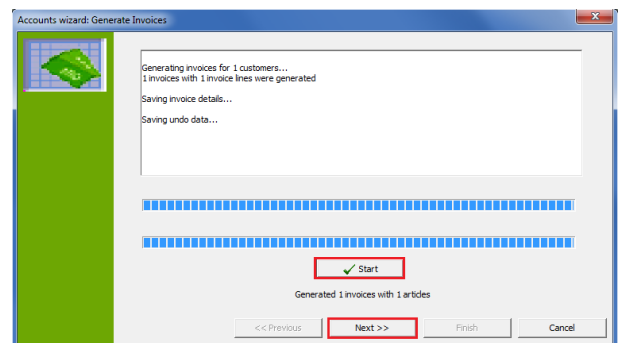 Accounts wizard: Generate Invoices
Generating invoices for 1 customers...
1 invoices with 1 invoice lines were generated
Saving invoice details...
Saving undo data...
Start
Generated 1 invoices with 1 articles
<< Previous
Next >>
Finish
Cancel